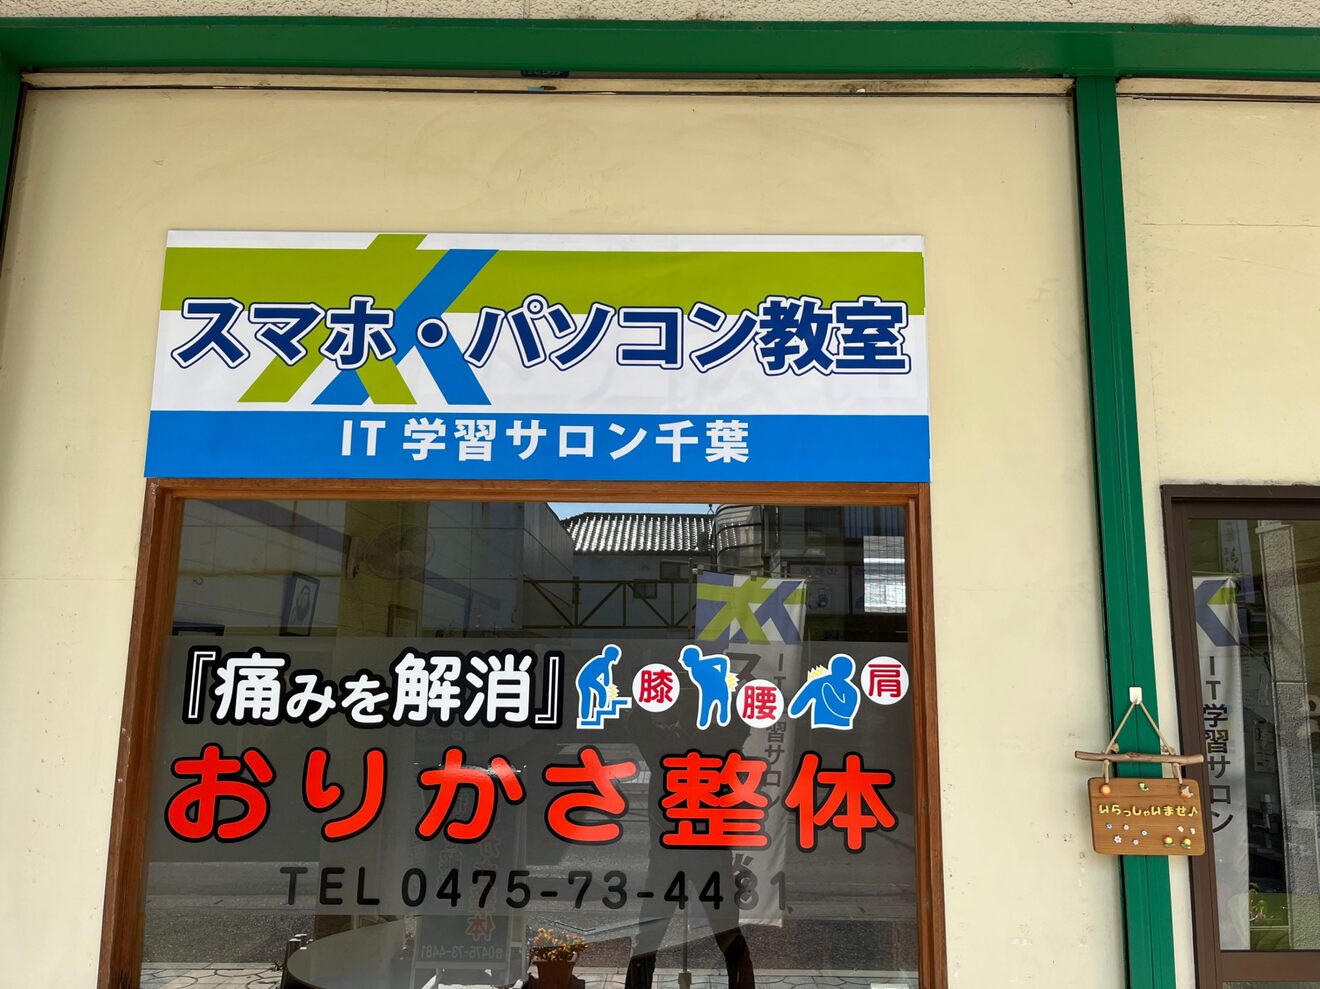 スマホ・パソコン教室
IT 学習サロン千葉
『痛みを解消』
膝
腰
肩
おりかさ整体
TEL 0475-73-4481
いらっしゃいませ♪
IT学習サロン